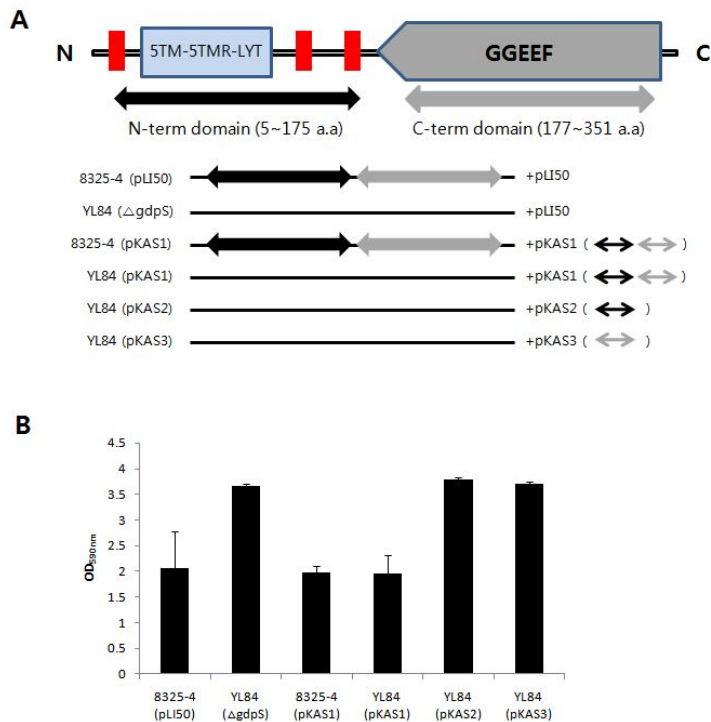 A
N 5TM-5TMR-LYT GGEEF C
N-term domain (5~175 a.a) C-term domain (177~351 a.a)
8325-4 (pLI50) +pLI50
YL84 (△gdpS) +pLI50
8325-4 (pKAS1) +pKAS1 ( )
YL84 (pKAS1) +pKAS1 ( )
YL84 (pKAS2) +pKAS2 ( )
YL84 (pKAS3) +pKAS3 ( )
B
OD590nm
4.5
4
3.5
3
2.5
2
1.5
1
0.5
0
8325-4 YL84 8325-4 YL84 YL84 YL84
(pLI50) (△gdpS) (pKAS1) (pKAS1) (pKAS2) (pKAS3)